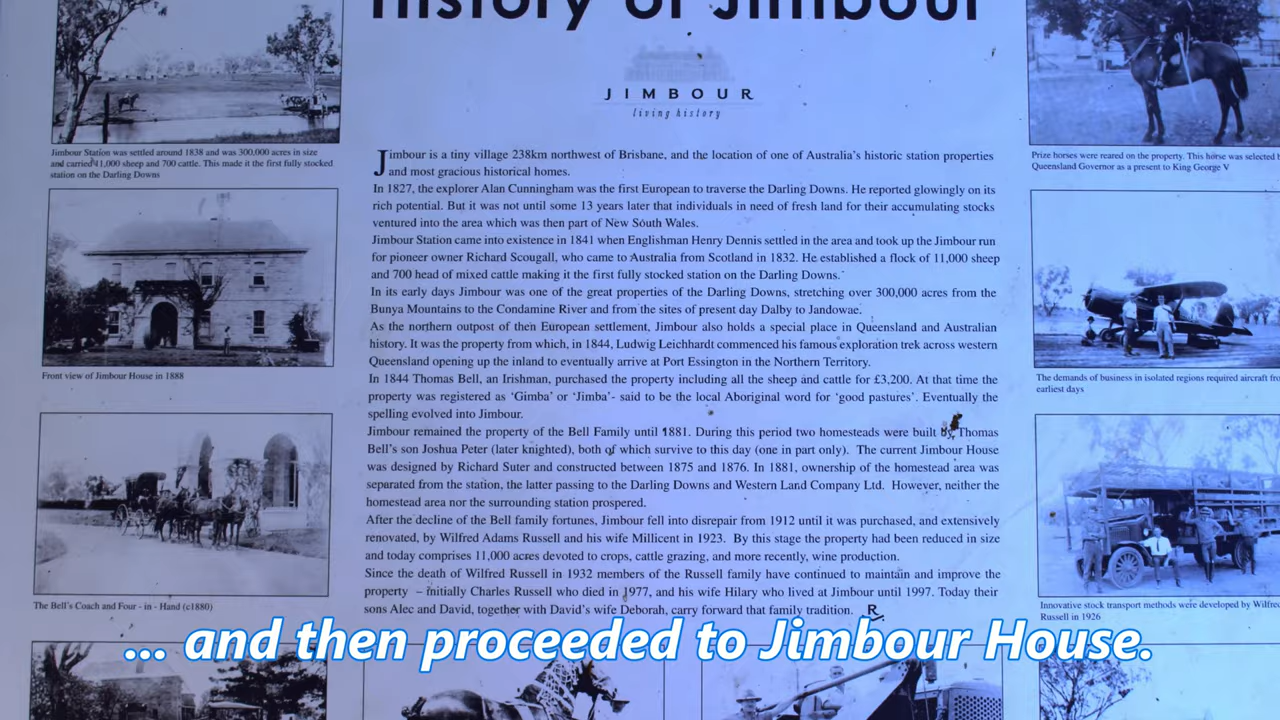 History of Jimbour
JIMBOUR
living history
Jimbour Station was settled around 1838 and was 300,000 acres in size
and carried 11,000 sheep and 700 cattle. This made it the first fully stocked
station on the Darling Downs
Front view of Jimbour House in 1888
The Bell's Coach and Four - in - Hand (c1880)
Jimbour is a tiny village 238km northwest of Brisbane, and the location of one of Australia's historic station properties
and most gracious historical homes.
In 1827, the explorer Alan Cunningham was the first European to traverse the Darling Downs. He reported glowingly on its
rich potential. But it was not until some 13 years later that individuals in need of fresh land for their accumulating stocks
ventured into the area which was then part of New South Wales.
Jimbour Station came into existence in 1841 when Englishman Henry Dennis settled in the area and took up the Jimbour run
for pioneer owner Richard Scougall, who came to Australia from Scotland in 1832. He established a flock of 11,000 sheep
and 700 head of mixed cattle making it the first fully stocked station on the Darling Downs.
In its early days Jimbour was one of the great properties of the Darling Downs, stretching over 300,000 acres from the
Bunya Mountains to the Condamine River and from the sites of present day Dalby to Jandowae.
As the northern outpost of then European settlement, Jimbour also holds a special place in Queensland and Australian
history. It was the property from which, in 1844, Ludwig Leichhardt commenced his famous exploration trek across western
Queensland opening up the inland to eventually arrive at Port Essington in the Northern Territory.
In 1844 Thomas Bell, an Irishman, purchased the property including all the sheep and cattle for £3,200. At that time the
property was registered as 'Gimba' or 'Jimba'- said to be the local Aboriginal word for 'good pastures'. Eventually the
spelling evolved into Jimbour.
Jimbour remained the property of the Bell Family until 1881. During this period two homesteads were built by Thomas
Bell's son Joshua Peter (later knighted), both of which survive to this day (one in part only). The current Jimbour House
was designed by Richard Suter and constructed between 1875 and 1876. In 1881, ownership of the homestead area was
separated from the station, the latter passing to the Darling Downs and Western Land Company Ltd. However, neither the
homestead area nor the surrounding station prospered.
After the decline of the Bell family fortunes, Jimbour fell into disrepair from 1912 until it was purchased, and extensively
renovated, by Wilfred Adams Russell and his wife Millicent in 1923. By this stage the property had been reduced in size
and today comprises 11,000 acres devoted to crops, cattle grazing, and more recently, wine production.
Since the death of Wilfred Russell in 1932 members of the Russell family have continued to maintain and improve the
property – initially Charles Russell who died in 1977, and his wife Hilary who lived at Jimbour until 1997. Today their
sons Alec and David, together with David's wife Deborah, carry forward that family tradition. R
Prize horses were reared on the property. This horse was selected
Queensland Governor as a present to King George V
The demands of business in isolated regions required aircraft
earliest days
Innovative stock transport methods were developed by
Russell in 1926
... and then proceeded to Jimbour House.